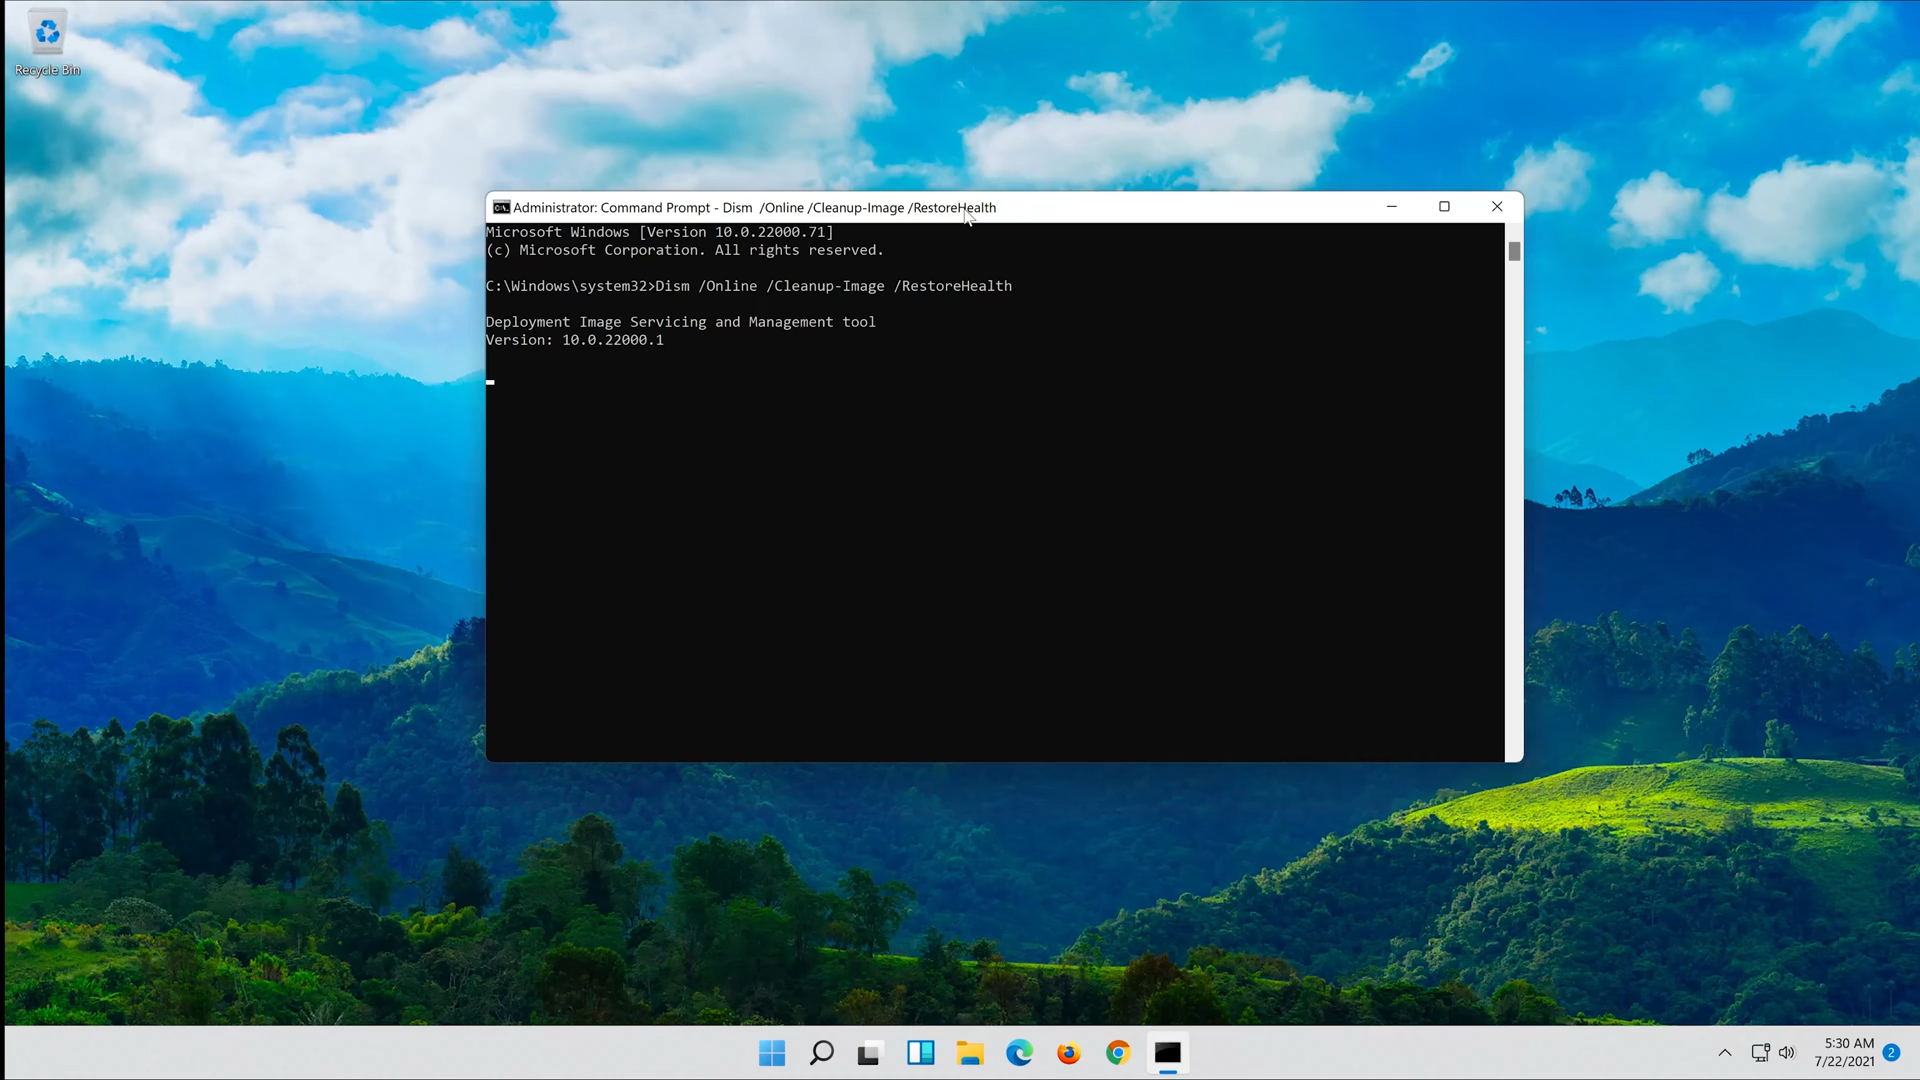 Recycle Bin
Administrator: Command Prompt - Dism  /Online /Cleanup-Image /RestoreHealth
Microsoft Windows [Version 10.0.22000.71]
(c) Microsoft Corporation. All rights reserved.
C:\Windows\system32>Dism /Online /Cleanup-Image /RestoreHealth
Deployment Image Servicing and Management tool
Version: 10.0.22000.1
5:30 AM
7/22/2021
2